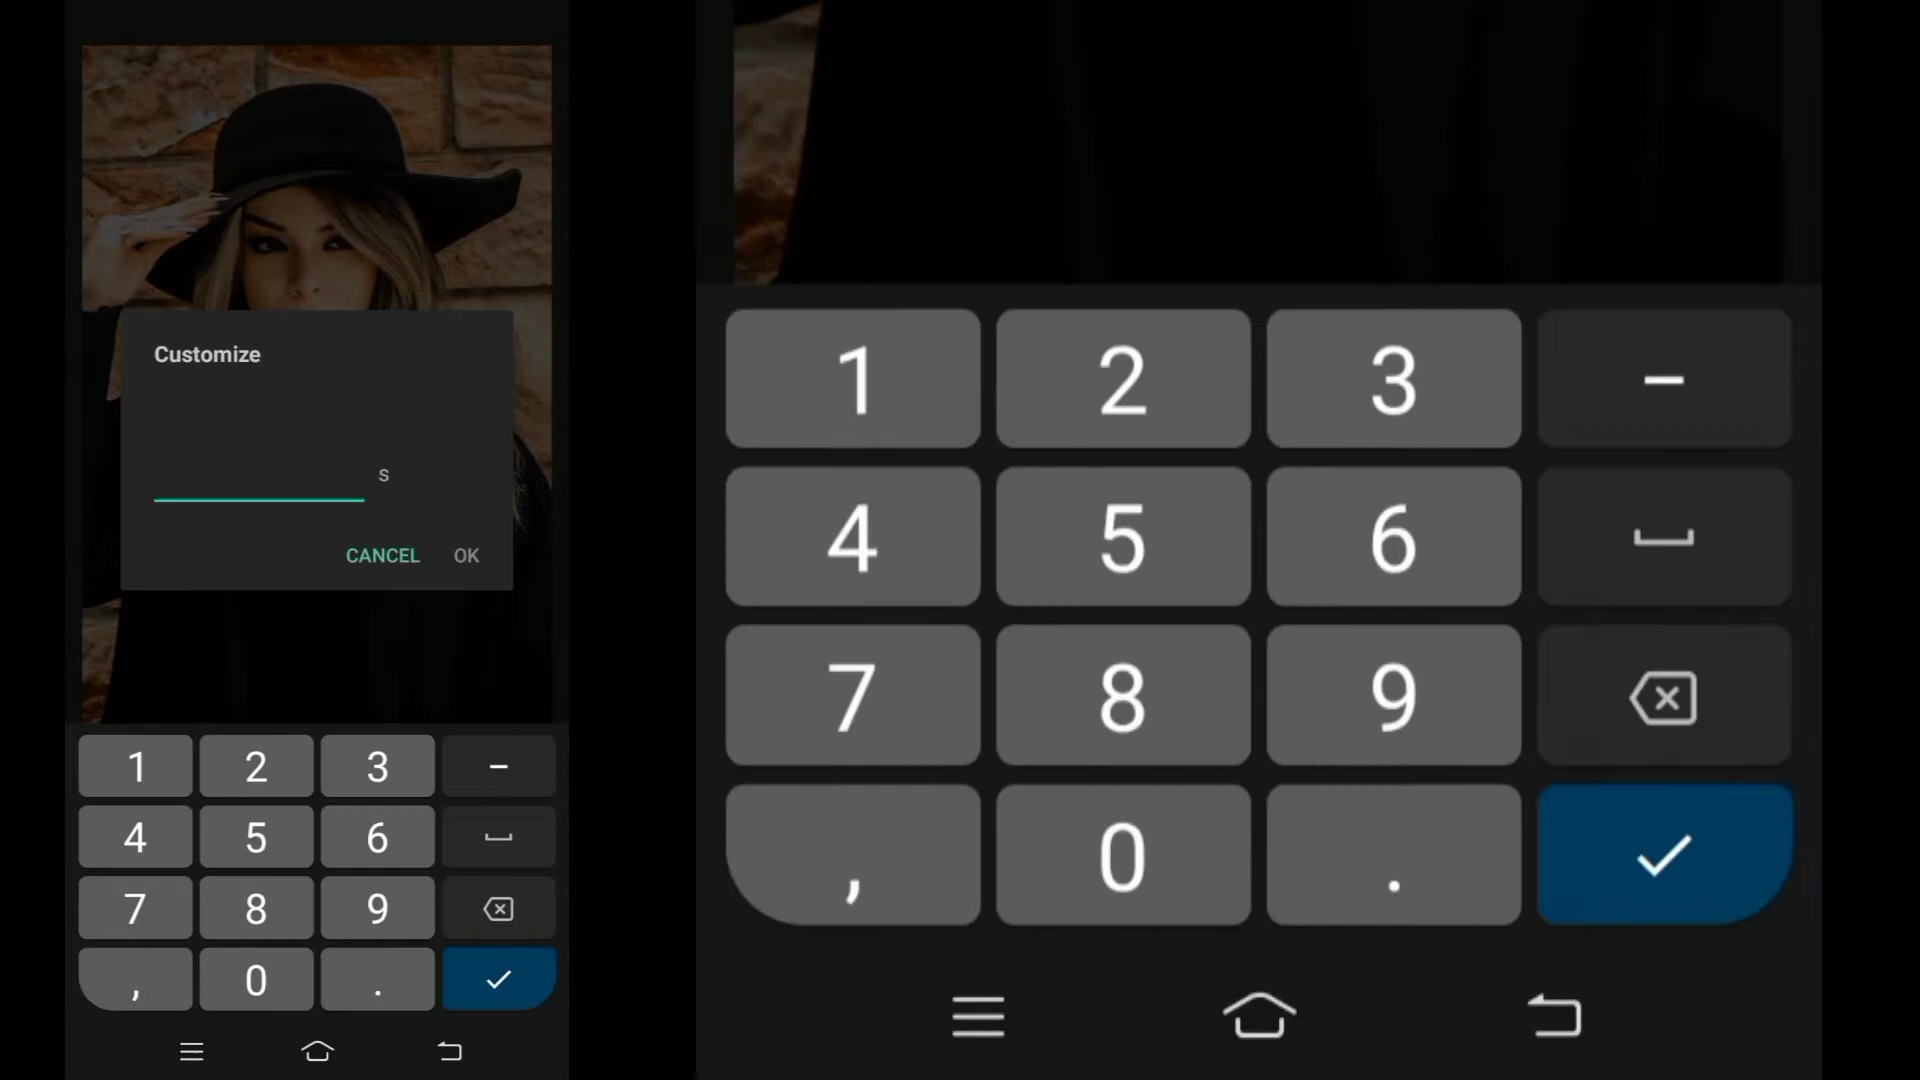 Customize
s
CANCEL OK
1 2 3 -
4 5 6
7 8 9
, 0 .
1 2 3 -
4 5 6
7 8 9
, 0 .